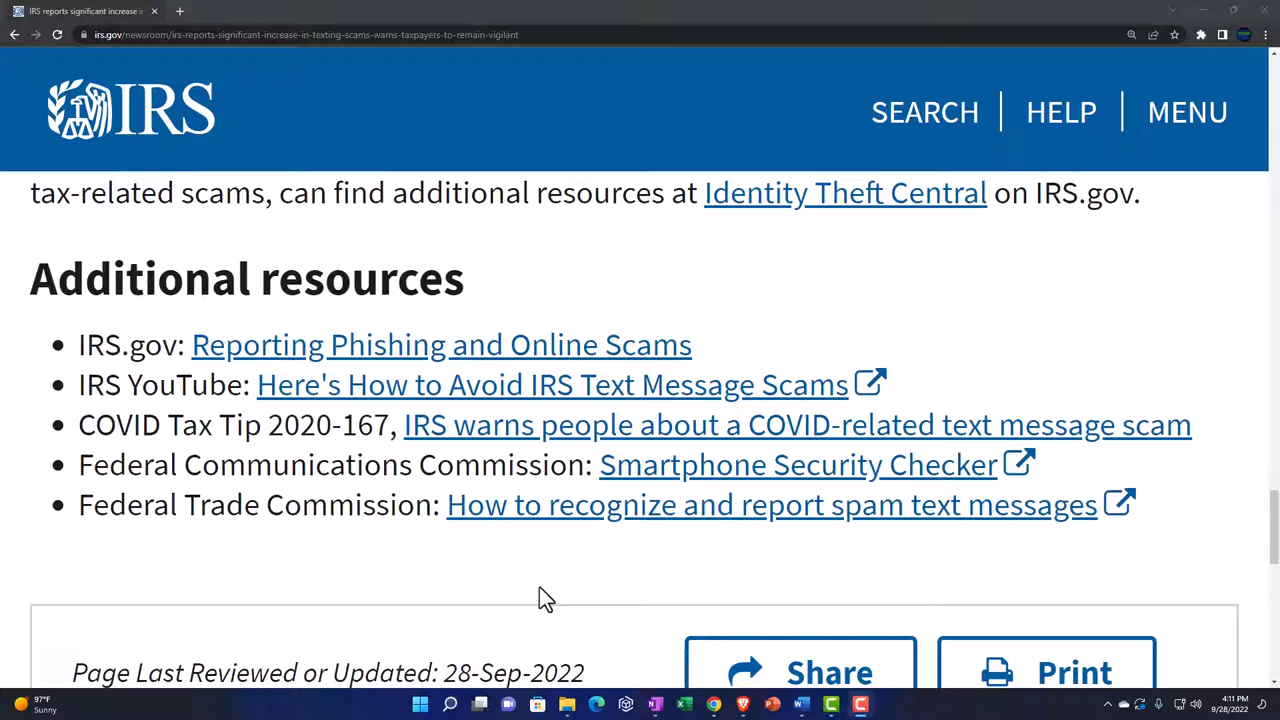 IRS reports significant increase in
irs.gov/newsroom/irs-reports-significant-increase-in-texting-scams-warns-taxpayers-to-remain-vigilant
IRS
SEARCH
HELP
MENU
tax-related scams, can find additional resources at Identity Theft Central on IRS.gov.
Additional resources
• IRS.gov: Reporting Phishing and Online Scams
• IRS YouTube: Here's How to Avoid IRS Text Message Scams
• COVID Tax Tip 2020-167, IRS warns people about a COVID-related text message scam
• Federal Communications Commission: Smartphone Security Checker
• Federal Trade Commission: How to recognize and report spam text messages
Page Last Reviewed or Updated: 28-Sep-2022
Share
Print
97°F
Sunny
4:11 PM
9/28/2022